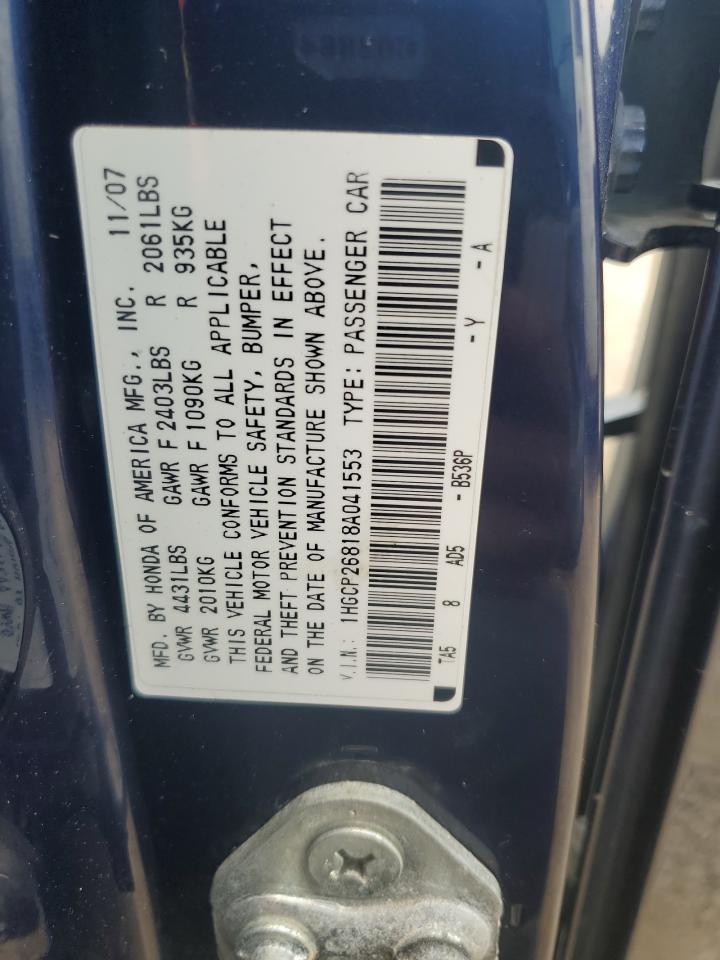 MFD. BY HONDA OF AMERICA MFG., INC. 11/07
GVWR 4431LBS GAWR F 2403LBS R 2061LBS
GVWR 2010KG GAWR F 1090KG R 935KG
THIS VEHICLE CONFORMS TO ALL APPLICABLE
FEDERAL MOTOR VEHICLE SAFETY, BUMPER,
AND THEFT PREVENTION STANDARDS IN EFFECT
ON THE DATE OF MANUFACTURE SHOWN ABOVE.
V.I.N.: 1HGCP26818A041553 TYPE: PASSENGER CAR
TA5 8 AD5 -B536P -Y -A